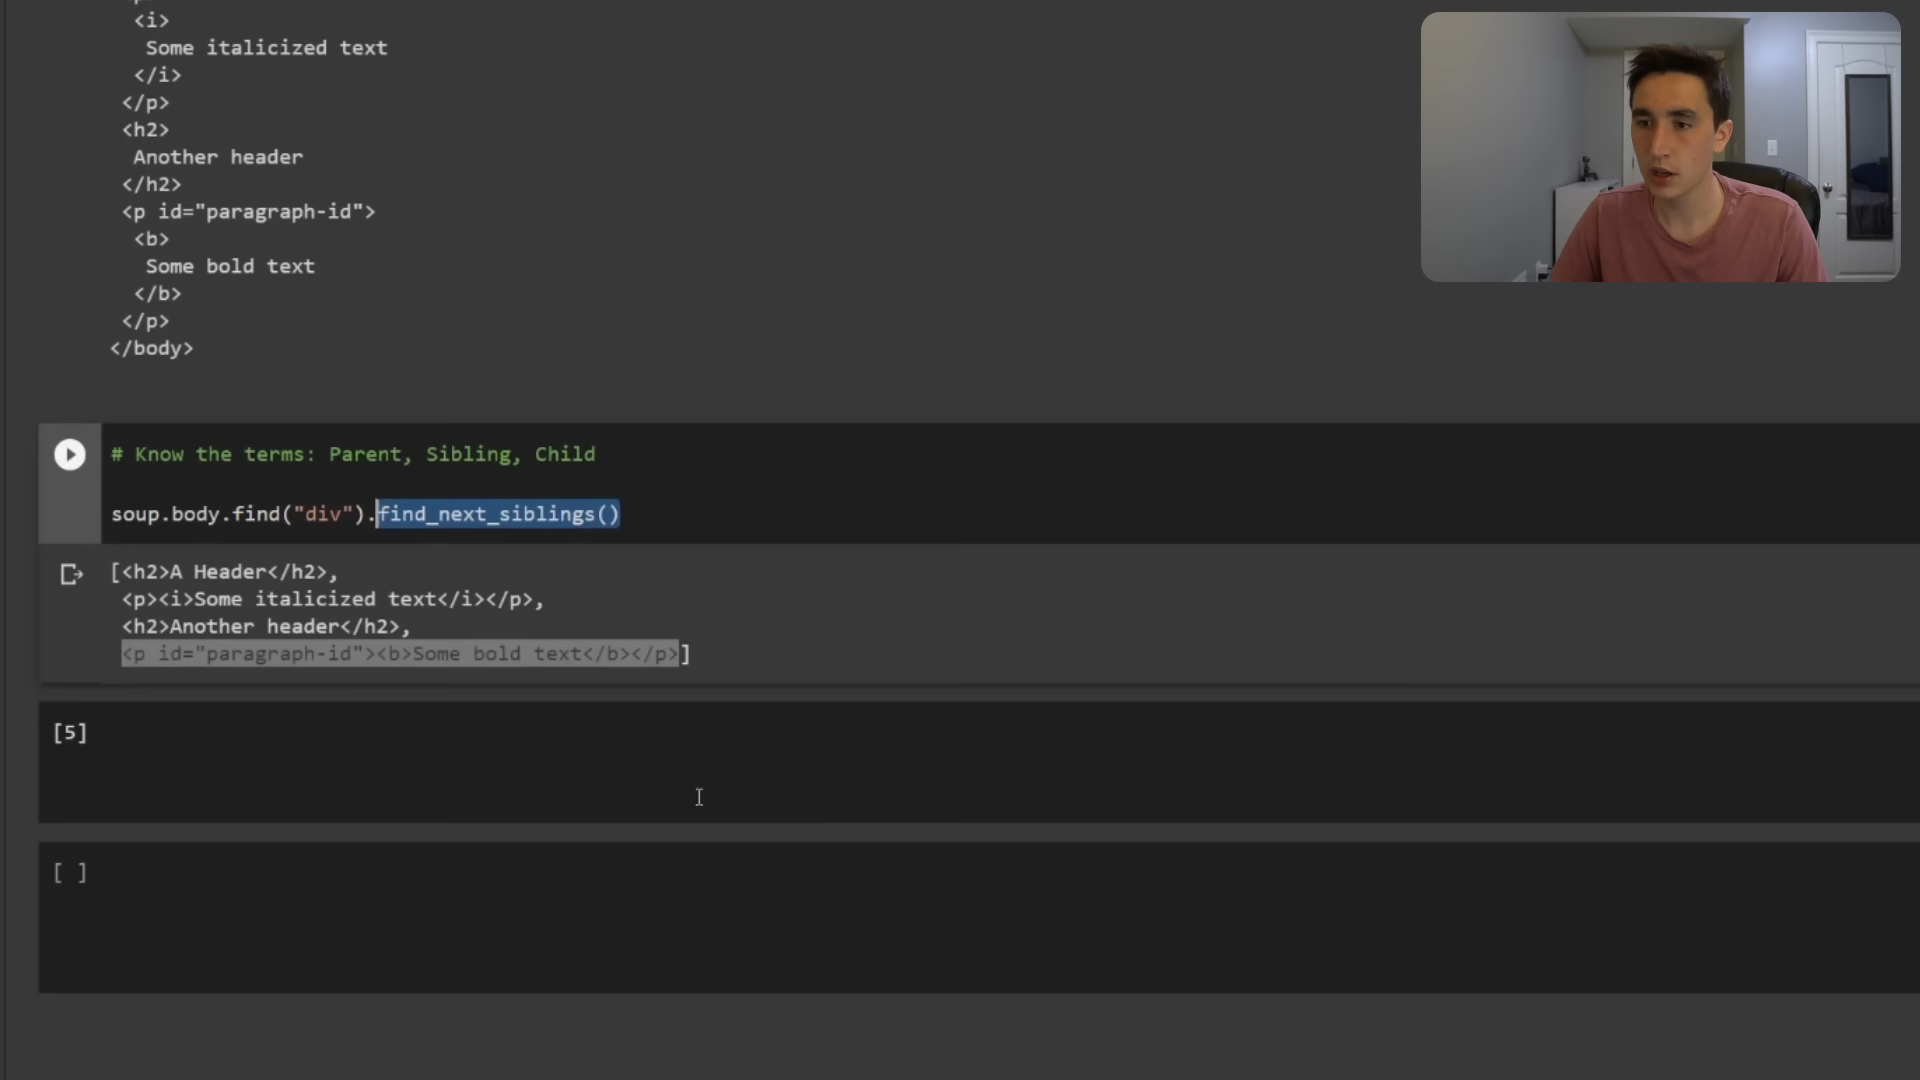 <i>
Some italicized text
</i>
</p>
<h2>
Another header
</h2>
<p id="paragraph-id">
<b>
Some bold text
</b>
</p>
</body>
# Know the terms: Parent, Sibling, Child
soup.body.find("div").find_next_siblings()
[<h2>A Header</h2>,
<p><i>Some italicized text</i></p>,
<h2>Another header</h2>,
<p id="paragraph-id"><b>Some bold text</b></p>]
[5]
[ ]